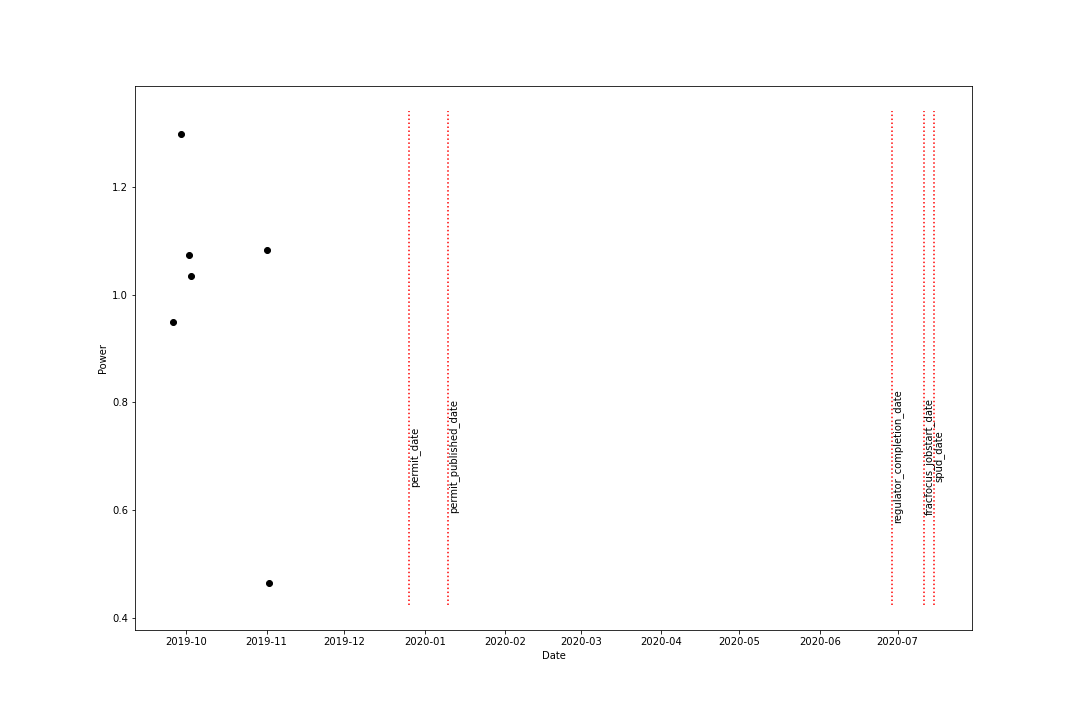 1.2
1.0
0.8
0.6
0.4
Power
permit_date
permit_published_date
regulator_completion_date
fracfocus_jobstart_date
spud_date
2019-10
2019-11
2019-12
2020-01
2020-02
2020-03
2020-04
2020-05
2020-06
2020-07
Date